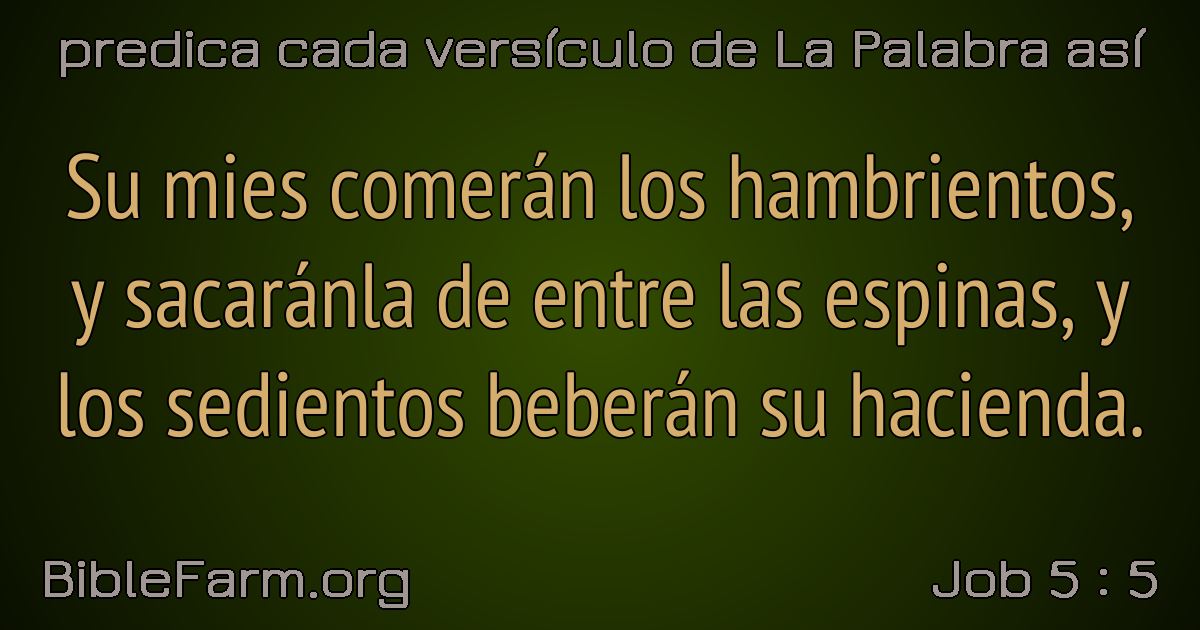 predica cada versículo de La Palabra así
Su mies comerán los hambrientos,
y sacaránla de entre las espinas, y
los sedientos beberán su hacienda.
BibleFarm.org
Job 5 : 5